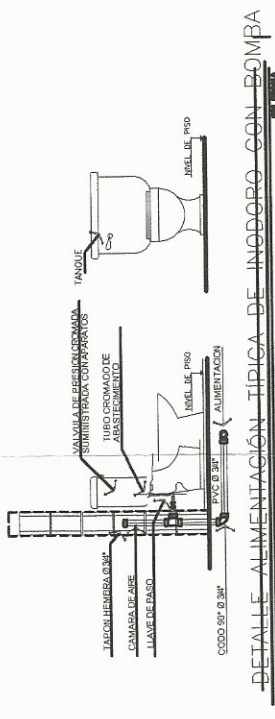 TANQUE
NIVEL DE PISO
VALVULA DE PRESION CROMADA
SUMINISTRADA CON APARATOS
TUBO CROMADO DE
ABASTECIMIENTO
NIVEL DE PISO
ALIMENTACION
PVC Ø 3/4"
TAPON HEMBRA Ø 3/4"
CAMARA DE AIRE
LLAVE DE PASO
CODO 90° Ø 3/4"
DETALLE ALIMENTACIÓN TÍPICA DE INODORO CON BOMBA